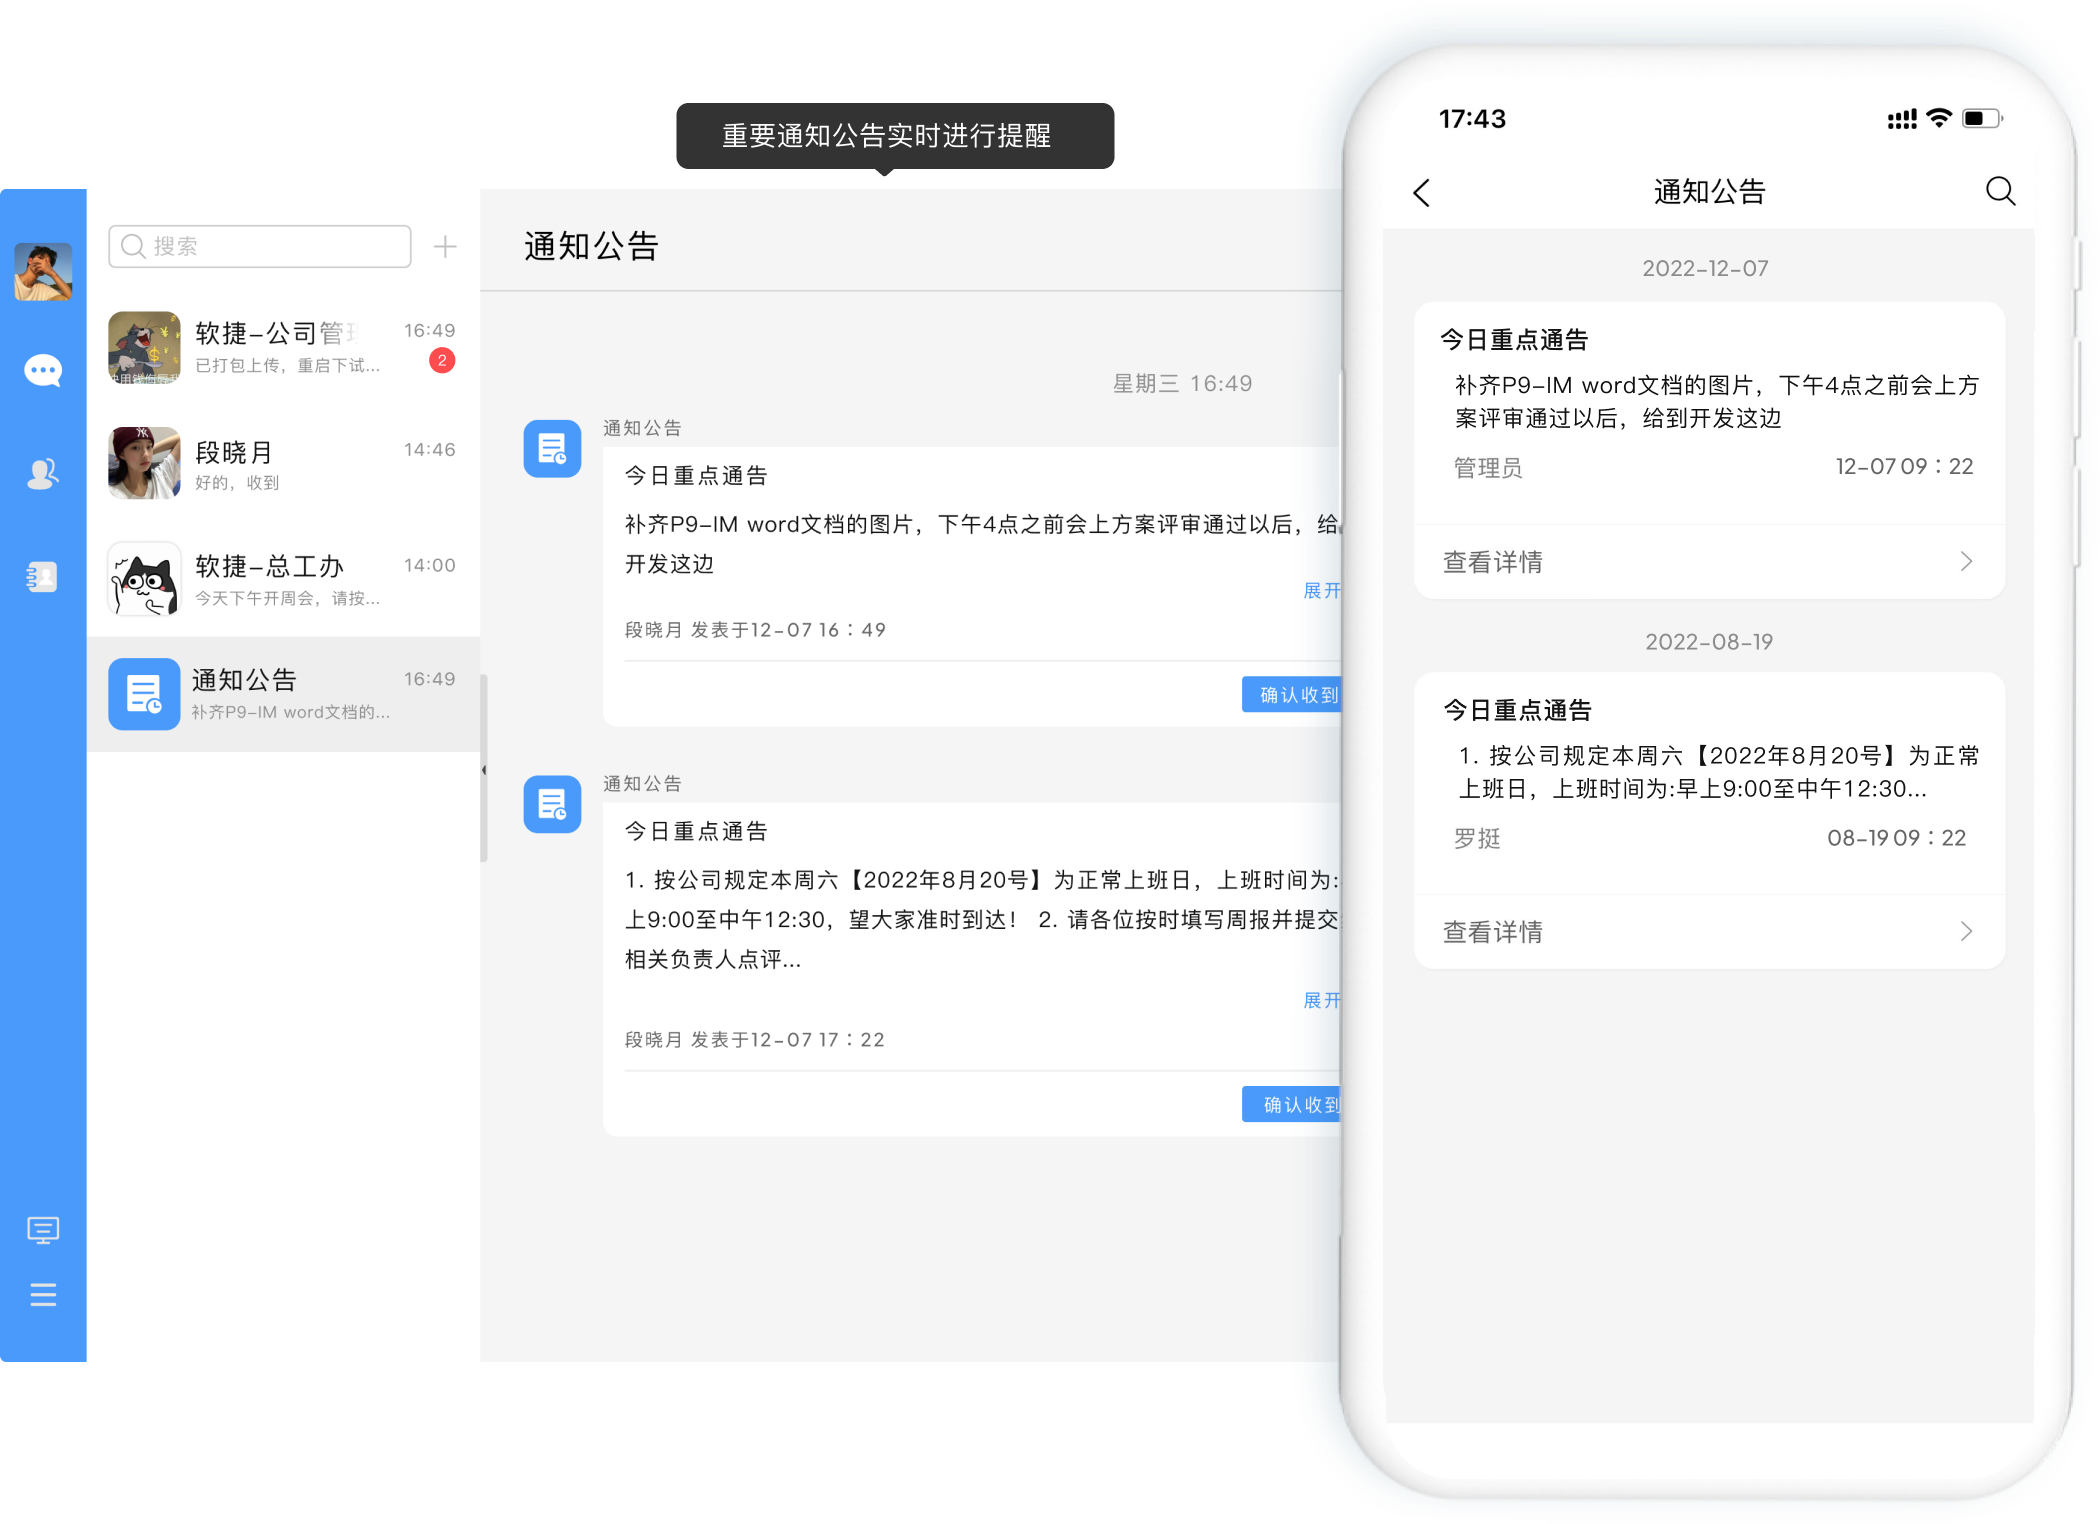 重要通知公告实时进行提醒
搜索
软捷-公司管
16:49
已打包上传，重启下试...
2
段晓月
14:46
好的，收到
软捷-总工办
14:00
今天下午开周会，请按...
通知公告
16:49
补齐P9-IM word文档的...
通知公告
星期三 16:49
通知公告
今日重点通告
补齐P9-IM word文档的图片，下午4点之前会上方案评审通过以后，给
开发这边
展开
段晓月 发表于12-07 16：49
确认收到
通知公告
今日重点通告
1. 按公司规定本周六【2022年8月20号】为正常上班日，上班时间为:
上9:00至中午12:30，望大家准时到达！ 2. 请各位按时填写周报并提交
相关负责人点评...
展开
段晓月 发表于12-07 17：22
确认收到
17:43
通知公告
2022-12-07
今日重点通告
补齐P9-IM word文档的图片，下午4点之前会上方
案评审通过以后，给到开发这边
管理员
12-07 09：22
查看详情
2022-08-19
今日重点通告
1. 按公司规定本周六【2022年8月20号】为正常
上班日，上班时间为:早上9:00至中午12:30...
罗挺
08-19 09：22
查看详情